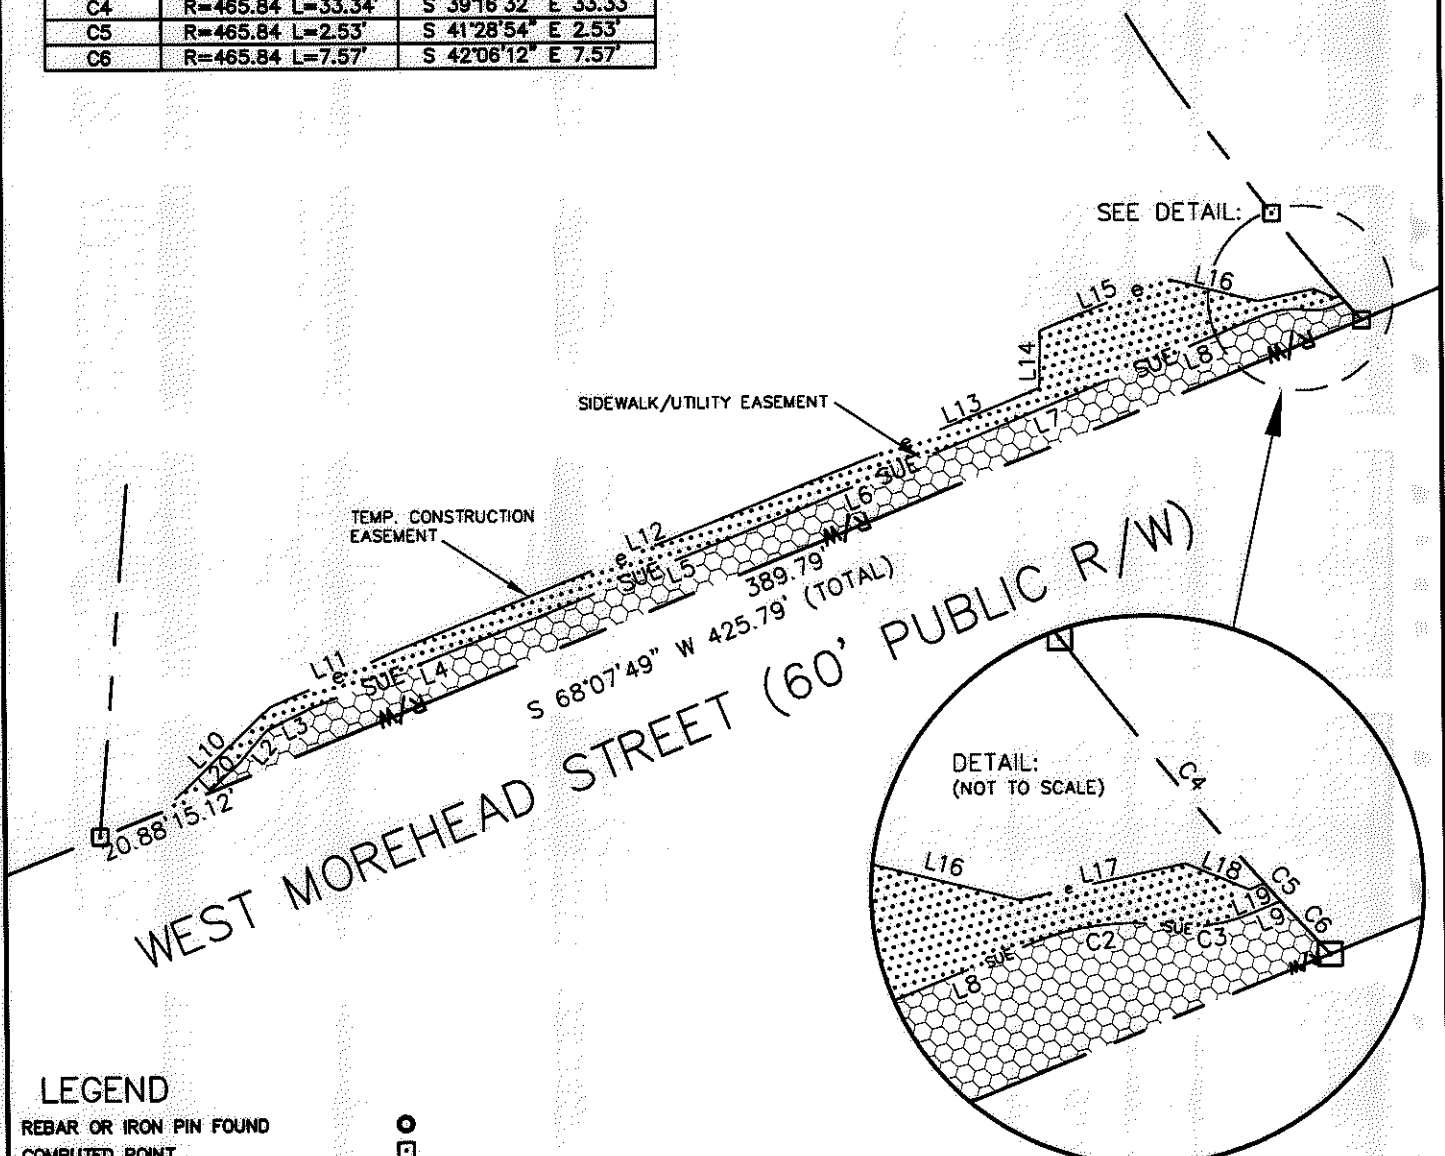 C4 R=465.84 L=33.34' S 39°16'32" E 33.33'
C5 R=465.84 L=2.53' S 41°28'54" E 2.53'
C6 R=465.84 L=7.57' S 42°06'12" E 7.57'
SEE DETAIL:
L16
L15 e
L14
SUE L8
R/W
SIDEWALK/UTILITY EASEMENT
L13
L7
e
SUE
L6
R/W
TEMP. CONSTRUCTION
EASEMENT
L12
e
SUE L5
389.79'
S 68°07'49" W 425.79' (TOTAL)
L11
e
SUE L4
R/W
L10
L20
L2
L3
20.88'
15.12'
WEST MOREHEAD STREET (60' PUBLIC R/W)
DETAIL:
(NOT TO SCALE)
C4
L16
e
L17
L18
C5
L19
C6
L9
SUE
C3
C2
SUE
L8
R/W
LEGEND
REBAR OR IRON PIN FOUND
COMPUTED POINT